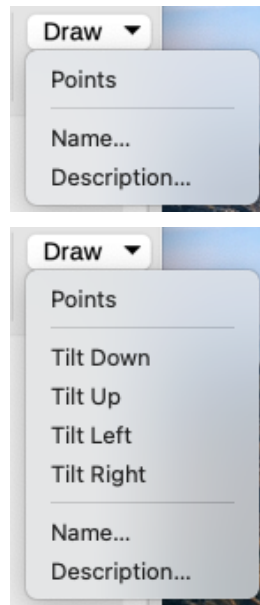 Draw
Points
Name...
Description...
Draw
Points
Tilt Down
Tilt Up
Tilt Left
Tilt Right
Name...
Description...